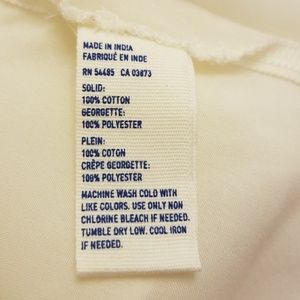 MADE IN INDIA
FABRIQUÉ EN INDE
RN 54485 CA 03873
SOLID:
100% COTTON
GEORGETTE:
100% POLYESTER
PLEIN:
100% COTON
CRÊPE GEORGETTE:
100% POLYESTER
MACHINE WASH COLD WITH
LIKE COLORS. USE ONLY NON
CHLORINE BLEACH IF NEEDED.
TUMBLE DRY LOW. COOL IRON
IF NEEDED.